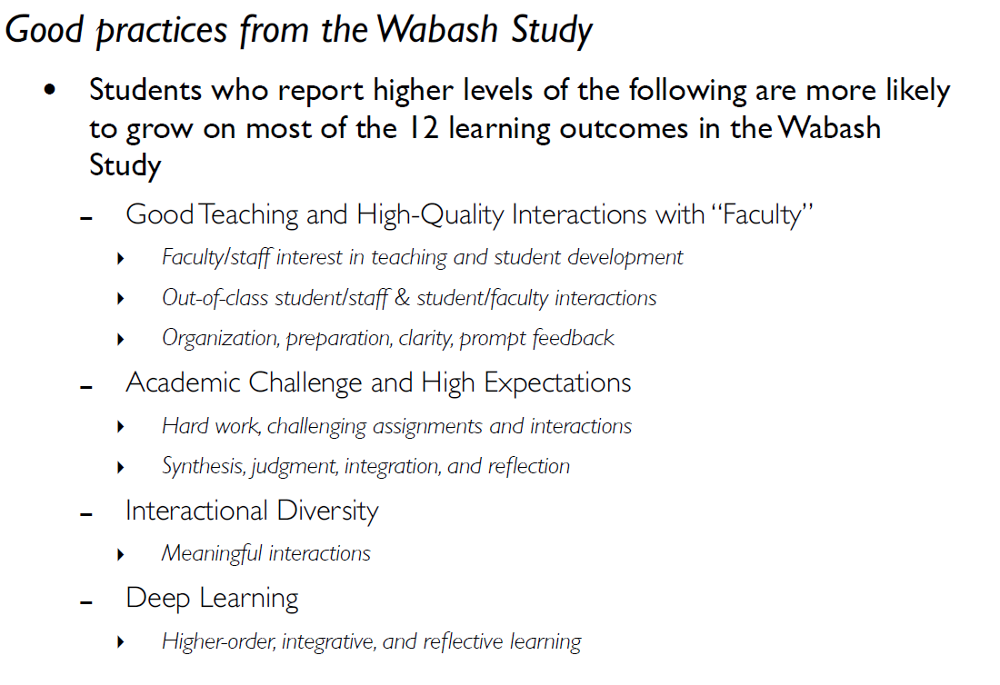 Good practices from the Wabash Study
• Students who report higher levels of the following are more likely
to grow on most of the 12 learning outcomes in the Wabash
Study
– Good Teaching and High-Quality Interactions with “Faculty”
‣ Faculty/staff interest in teaching and student development
‣ Out-of-class student/staff & student/faculty interactions
‣ Organization, preparation, clarity, prompt feedback
– Academic Challenge and High Expectations
‣ Hard work, challenging assignments and interactions
‣ Synthesis, judgment, integration, and reflection
– Interactional Diversity
‣ Meaningful interactions
– Deep Learning
‣ Higher-order, integrative, and reflective learning